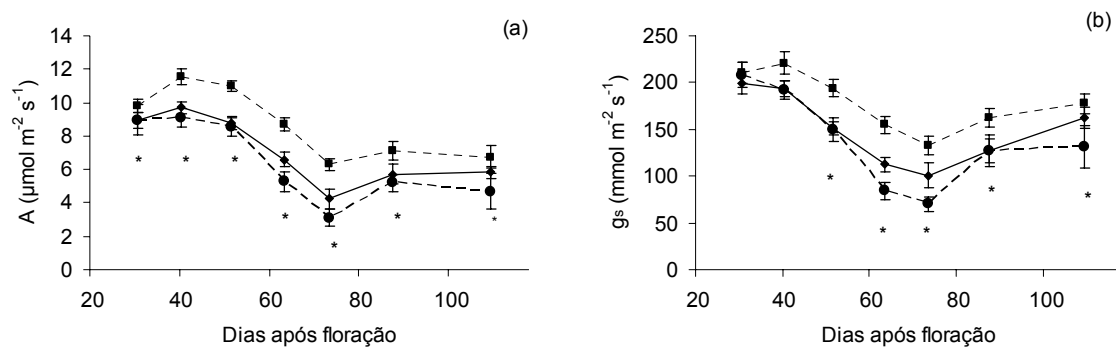 (a)
14
12
10
8
6
4
2
0
A (µmol m⁻² s⁻¹)
20 40 60 80 100
Dias após floração
* * * * * * *
(b)
250
200
150
100
50
0
gs (mmol m⁻² s⁻¹)
20 40 60 80 100
Dias após floração
* * * * *